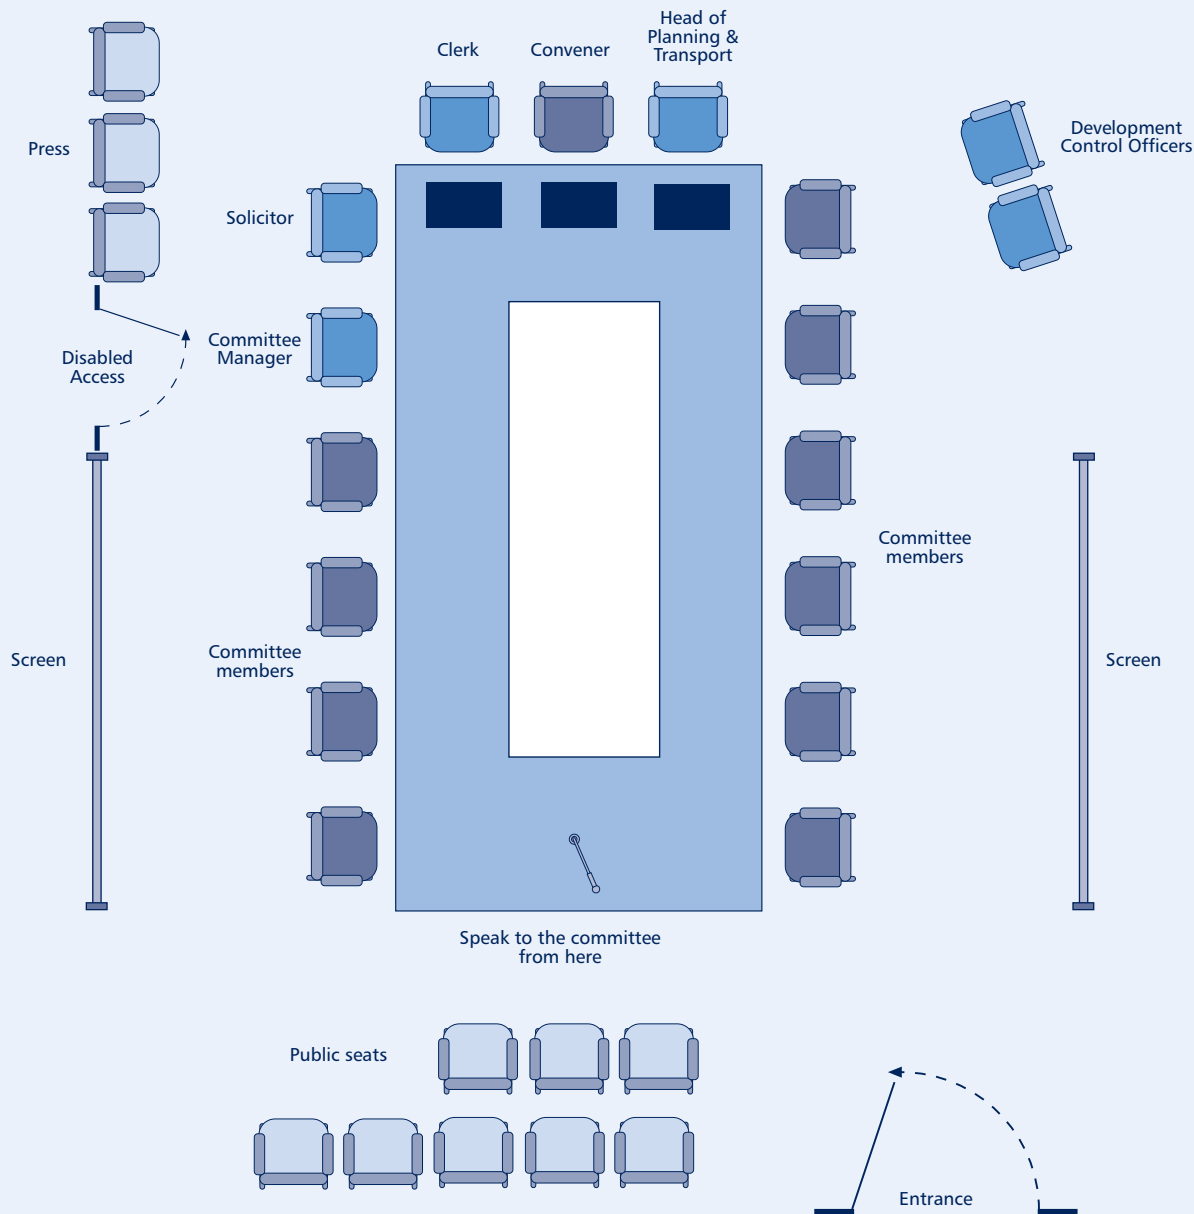 Head of
Planning &
Transport
Clerk
Convener
Development
Control Officers
Press
Solicitor
Committee
Manager
Disabled
Access
Committee
members
Committee
members
Screen
Screen
Speak to the committee
from here
Public seats
Entrance